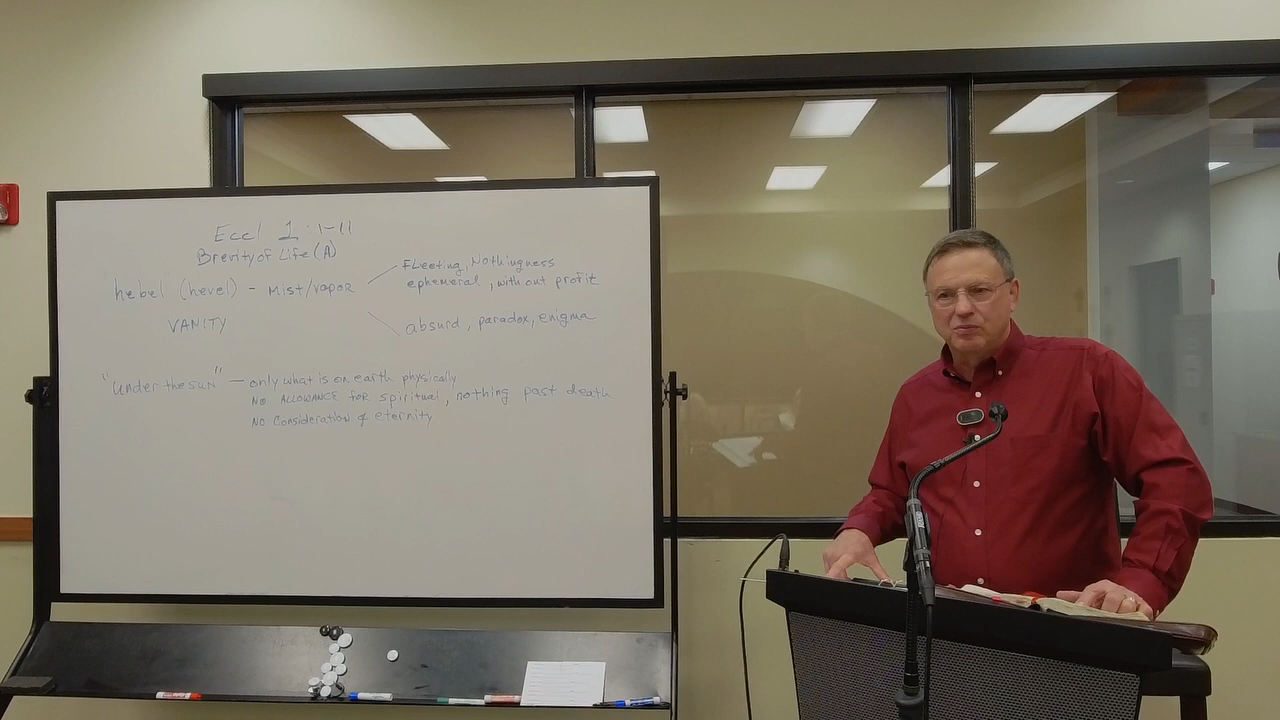 Eccl 1:1-11
Brevity of Life (A)
hebel (hevel) - Mist/vapor
Fleeting, Nothingness
ephemeral, without profit
VANITY
absurd, paradox, enigma
"under the sun" - only what is on earth physically
NO ALLOWANCE FOR spiritual, nothing past death
NO Consideration of eternity